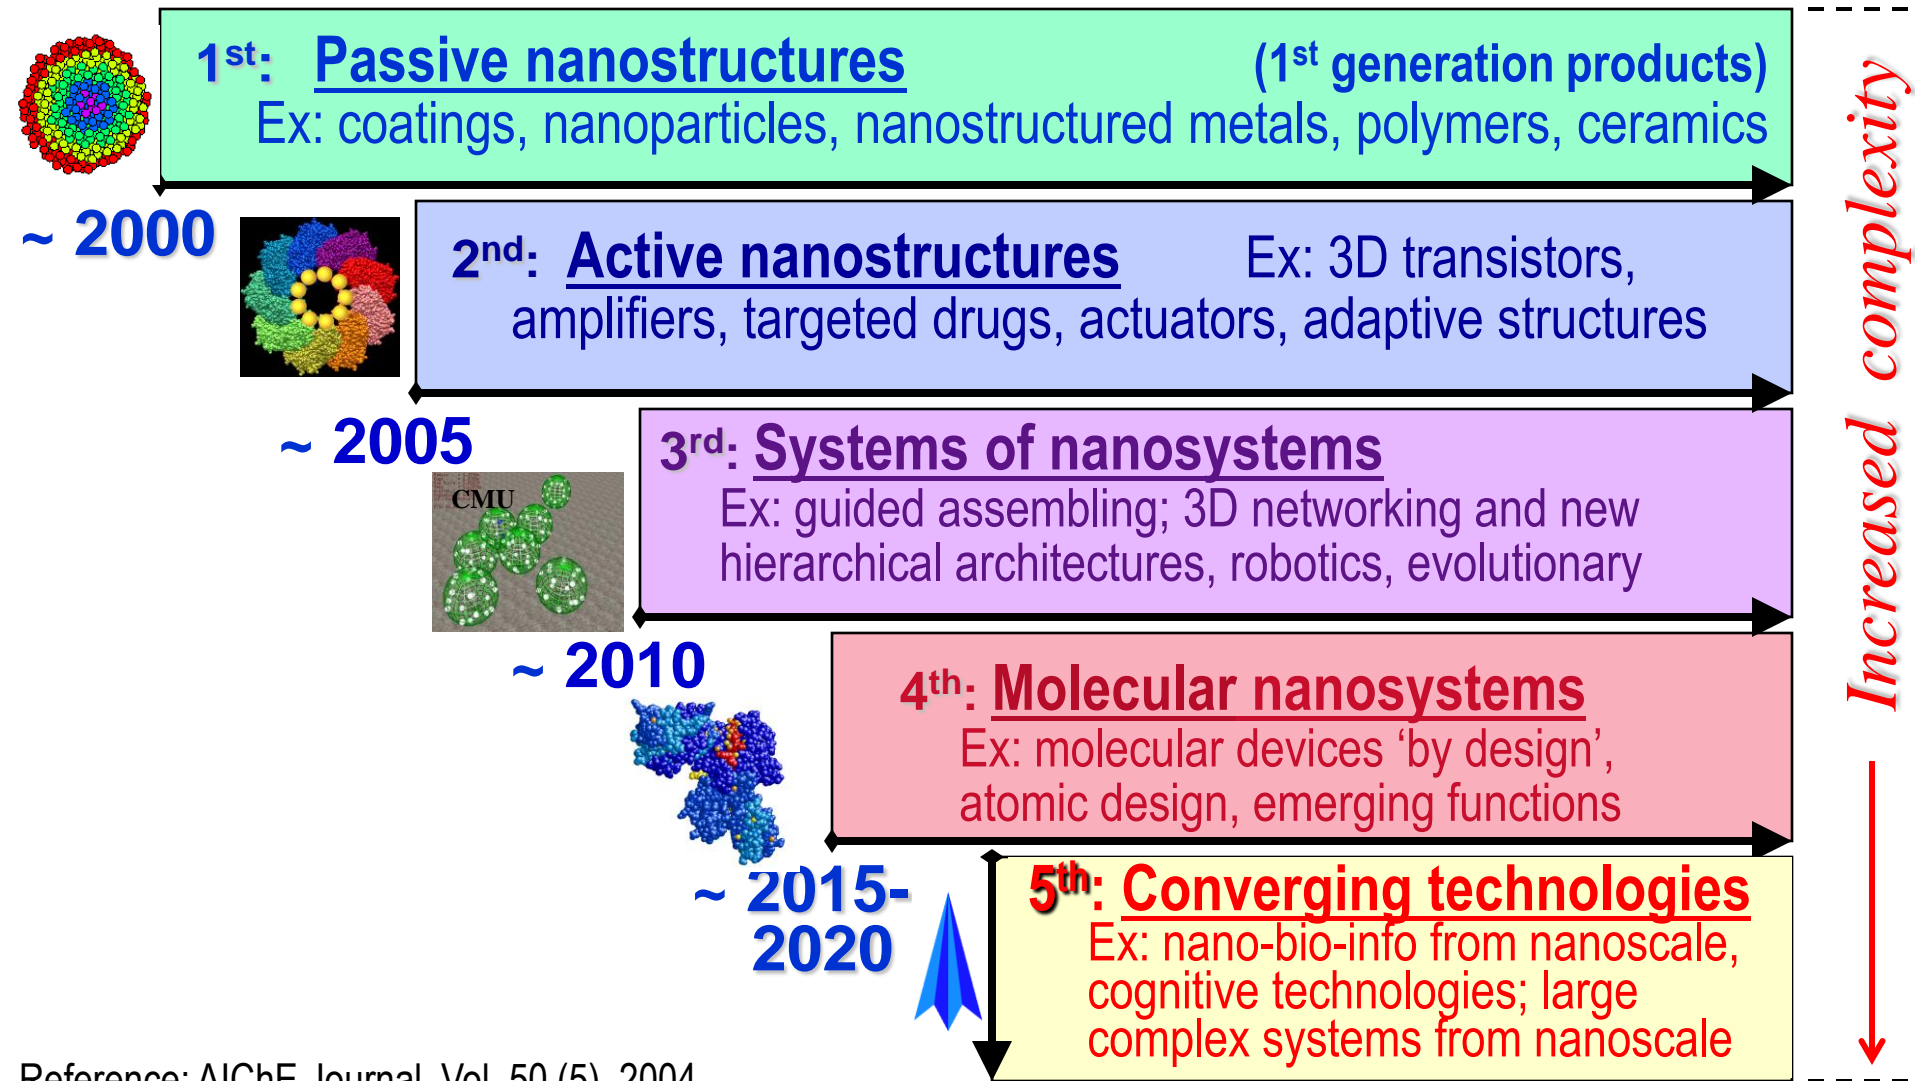 1st: Passive nanostructures (1st generation products)
Ex: coatings, nanoparticles, nanostructured metals, polymers, ceramics
~ 2000
2nd: Active nanostructures Ex: 3D transistors,
amplifiers, targeted drugs, actuators, adaptive structures
~ 2005
3rd: Systems of nanosystems
Ex: guided assembling; 3D networking and new
hierarchical architectures, robotics, evolutionary
CMU
~ 2010
4th: Molecular nanosystems
Ex: molecular devices ‘by design’,
atomic design, emerging functions
~ 2015-
2020
5th: Converging technologies
Ex: nano-bio-info from nanoscale,
cognitive technologies; large
complex systems from nanoscale
Increased complexity
Reference: AIChE Journal, Vol. 50 (5), 2004